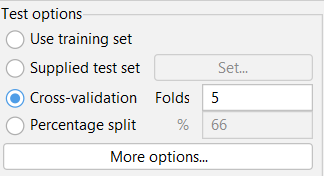 Test options
Use training set
Supplied test set Set...
Cross-validation Folds 5
Percentage split % 66
More options...